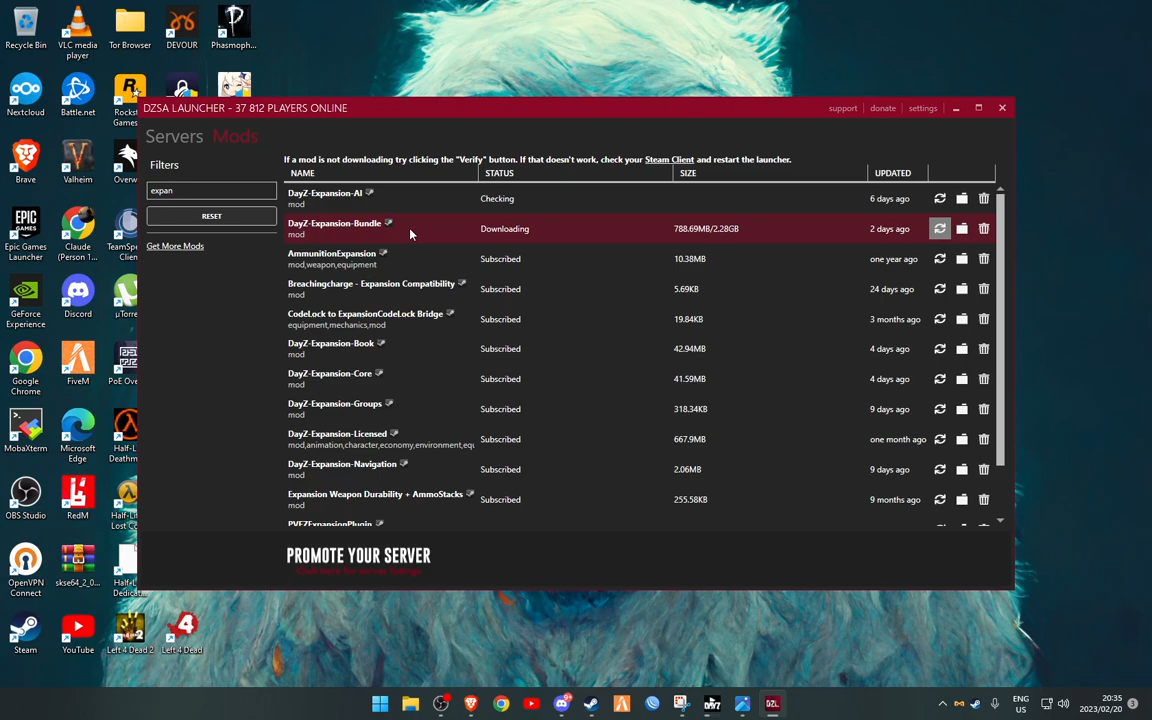 Recycle Bin
VLC media
player
Tor Browser
DEVOUR
Phasmoph...
Nextcloud
Battle.net
Rockst
Games
Brave
Valheim
Overw
Epic Games
Launcher
Claude
(Person 1...
TeamSpe
Client
GeForce
Experience
Discord
µTorre
Google
Chrome
FiveM
PoE Ove
MobaXterm
Microsoft
Edge
Half-L
Deathm
OBS Studio
RedM
Half-Lif
Lost Co
OpenVPN
Connect
skse64_2_0...
Half-L
Dedicat
Steam
YouTube
Left 4 Dead 2
Left 4 Dead
DZSA LAUNCHER - 37 812 PLAYERS ONLINE
support
donate
settings
Servers Mods
Filters
expan
RESET
Get More Mods
If a mod is not downloading try clicking the "Verify" button. If that doesn't work, check your Steam Client and restart the launcher.
NAME STATUS SIZE UPDATED
DayZ-Expansion-AI
mod
Checking 6 days ago
DayZ-Expansion-Bundle
mod
Downloading 788.69MB/2.28GB 2 days ago
AmmunitionExpansion
mod,weapon,equipment
Subscribed 10.38MB one year ago
Breachingcharge - Expansion Compatibility
mod
Subscribed 5.69KB 24 days ago
CodeLock to ExpansionCodeLock Bridge
equipment,mechanics,mod
Subscribed 19.84KB 3 months ago
DayZ-Expansion-Book
mod
Subscribed 42.94MB 4 days ago
DayZ-Expansion-Core
mod
Subscribed 41.59MB 4 days ago
DayZ-Expansion-Groups
mod
Subscribed 318.34KB 9 days ago
DayZ-Expansion-Licensed
mod,animation,character,economy,environment,eq
Subscribed 667.9MB one month ago
DayZ-Expansion-Navigation
mod
Subscribed 2.06MB 9 days ago
Expansion Weapon Durability + AmmoStacks
mod
Subscribed 255.58KB 9 months ago
PVEZExpansionPlugin
PROMOTE YOUR SERVER
ENG
US
20:35
2023/02/20
3